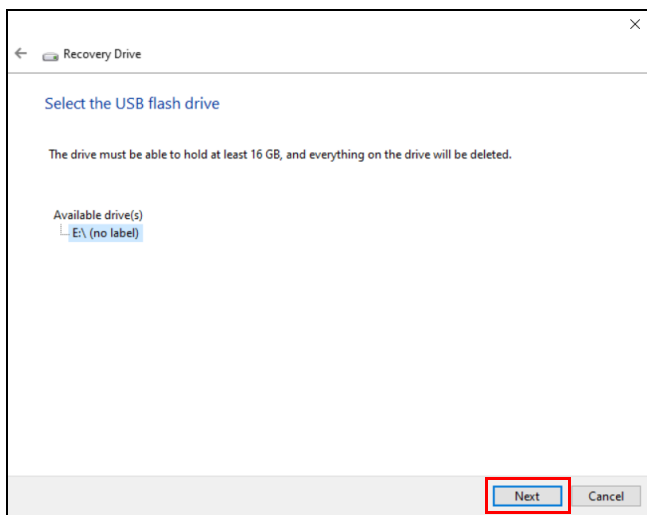 Recovery Drive
Select the USB flash drive
The drive must be able to hold at least 16 GB, and everything on the drive will be deleted.
Available drive(s)
E:\ (no label)
Next Cancel